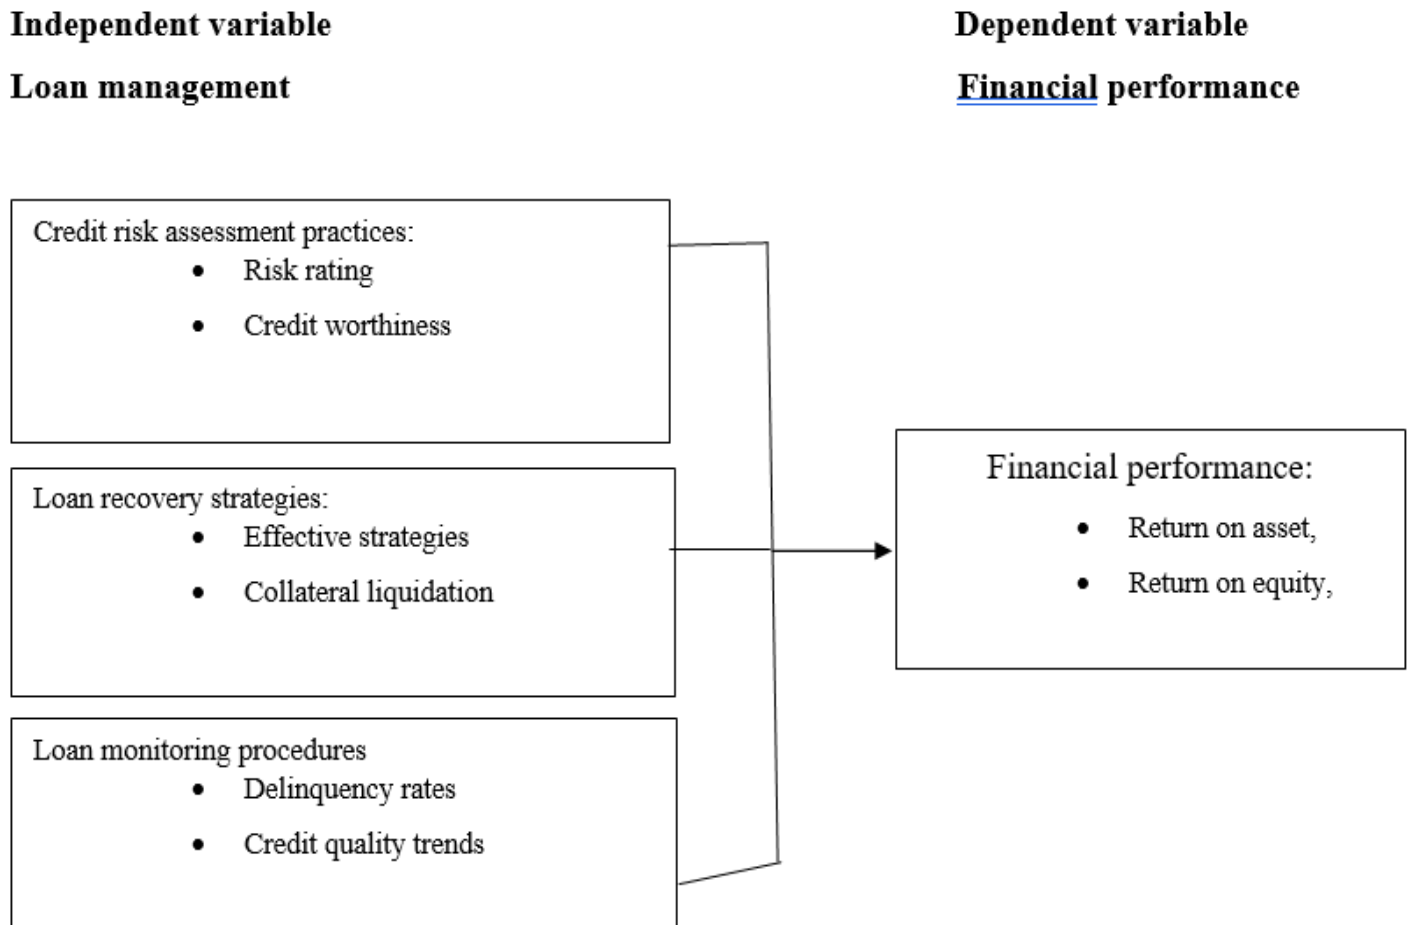 Independent variable
Dependent variable
Loan management
Financial performance
Credit risk assessment practices:
• Risk rating
• Credit worthiness
Loan recovery strategies:
• Effective strategies
• Collateral liquidation
Loan monitoring procedures
• Delinquency rates
• Credit quality trends
Financial performance:
• Return on asset,
• Return on equity,